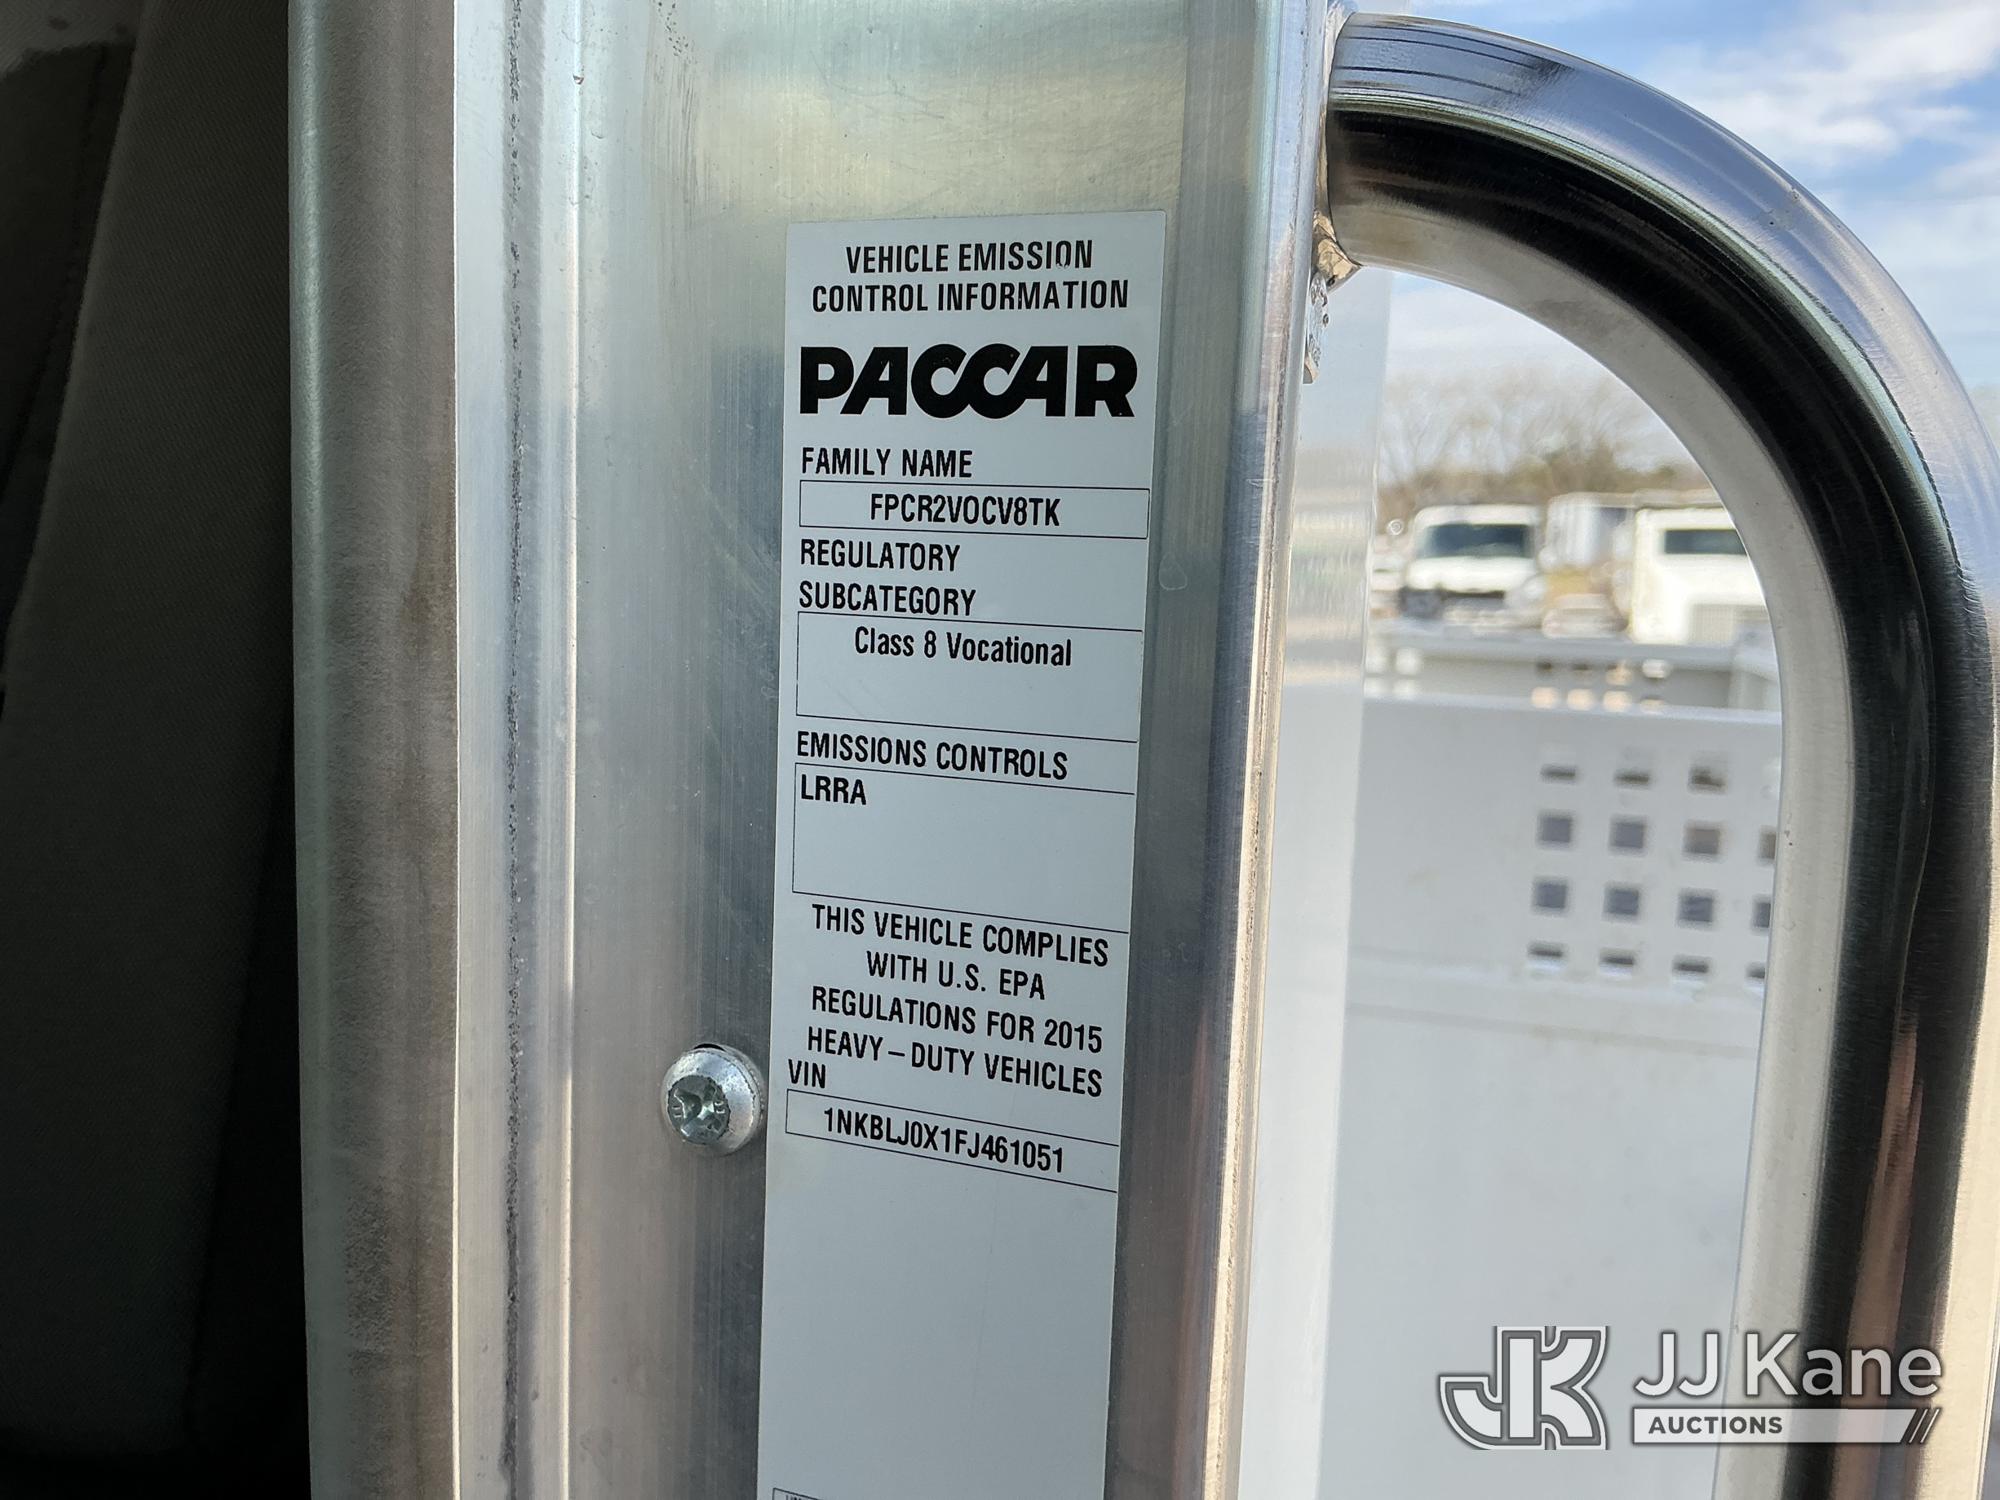 VEHICLE EMISSION
CONTROL INFORMATION
PACCAR
FAMILY NAME
FPCR2VOCV8TK
REGULATORY
SUBCATEGORY
Class 8 Vocational
EMISSIONS CONTROLS
LRRA
THIS VEHICLE COMPLIES
WITH U.S. EPA
REGULATIONS FOR 2015
HEAVY – DUTY VEHICLES
VIN
1NKBLJ0X1FJ461051
JK JJ Kane
AUCTIONS